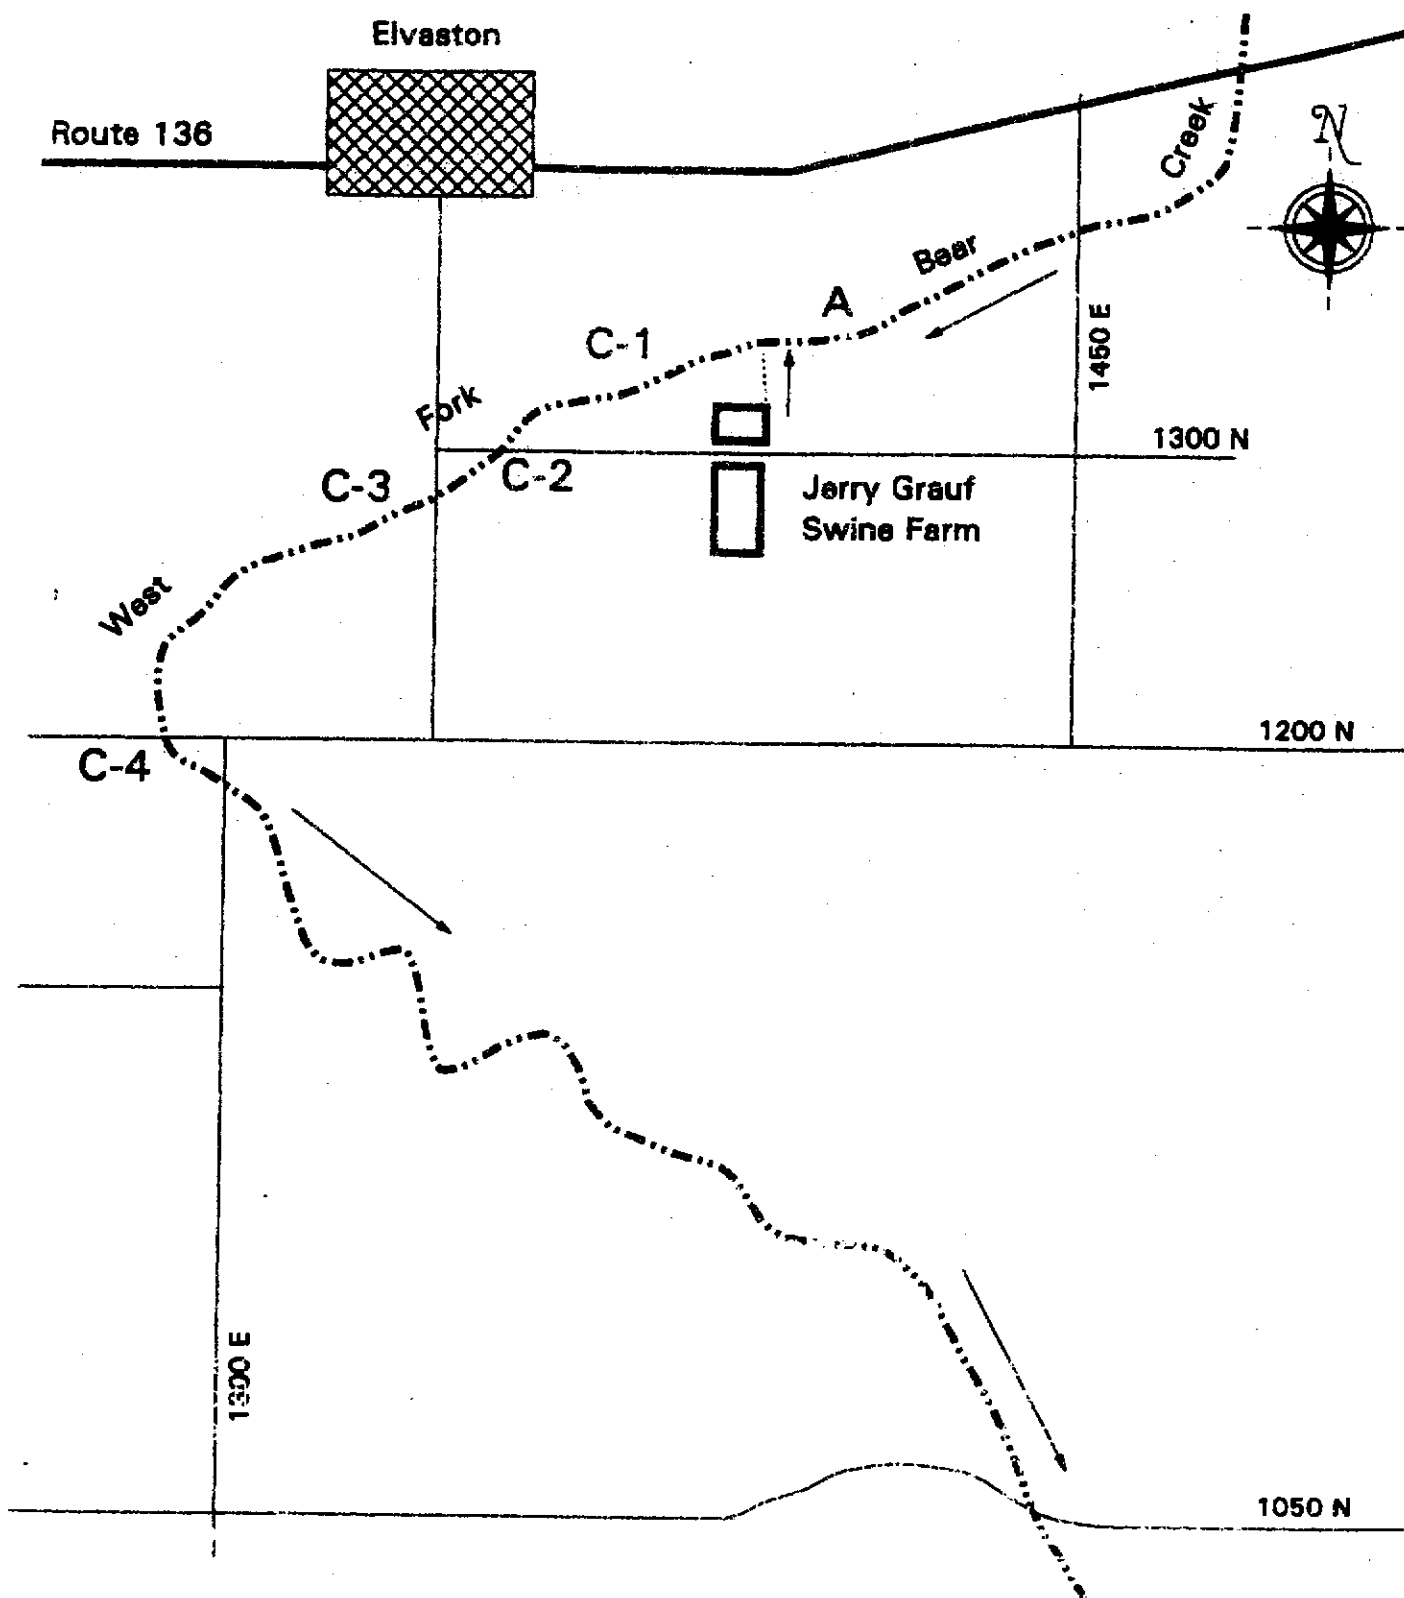 Elvaston
Route 136
N
Creek
Bear
A
C-1
1450 E
Fork
1300 N
C-2
C-3
Jerry Grauf
Swine Farm
West
1200 N
C-4
1300 E
1050 N